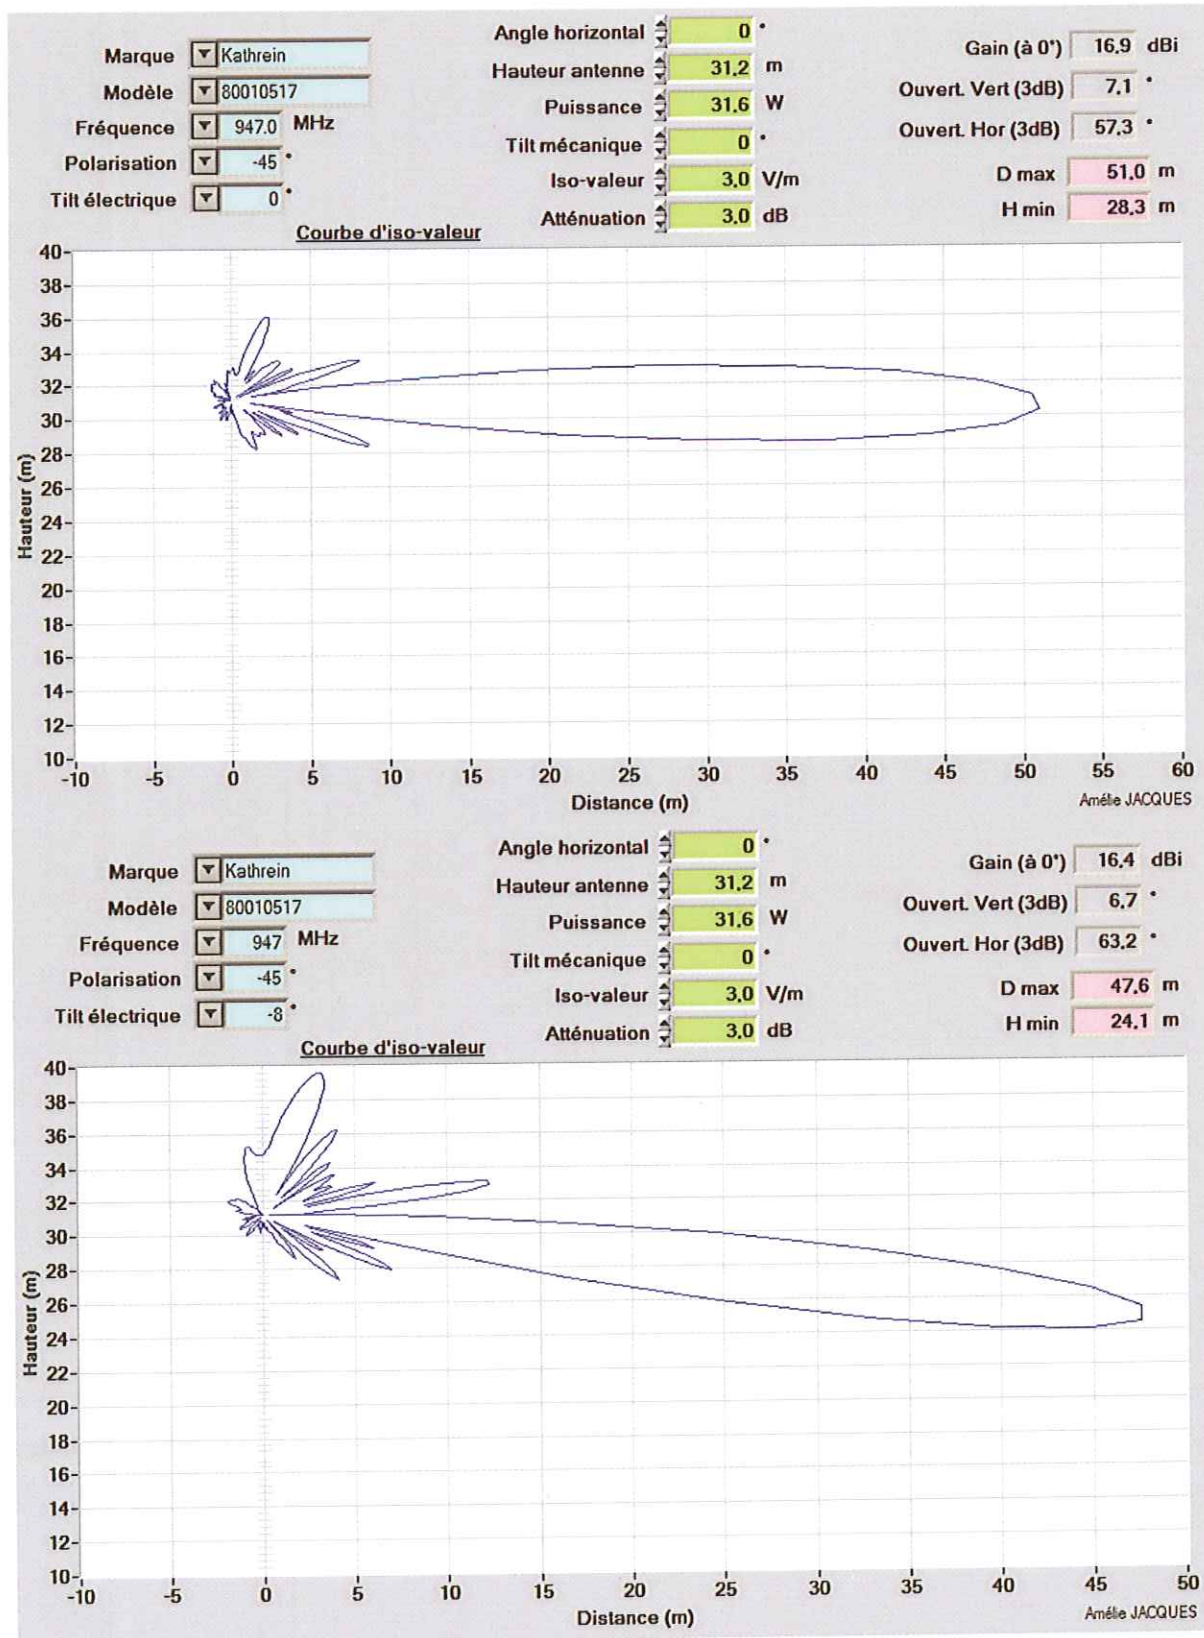 Marque Kathrein
Modèle 80010517
Fréquence 947.0 MHz
Polarisation -45 °
Tilt électrique 0 °
Angle horizontal 0 °
Hauteur antenne 31,2 m
Puissance 31,6 W
Tilt mécanique 0 °
Iso-valeur 3,0 V/m
Atténuation 3,0 dB
Gain (à 0°) 16,9 dBi
Ouvert. Vert (3dB) 7,1 °
Ouvert. Hor (3dB) 57,3 °
D max 51,0 m
H min 28,3 m
Courbe d'iso-valeur
Hauteur (m)
40
38
36
34
32
30
28
26
24
22
20
18
16
14
12
10
-10 -5 0 5 10 15 20 25 30 35 40 45 50 55 60
Distance (m)
Amélie JACQUES
Marque Kathrein
Modèle 80010517
Fréquence 947 MHz
Polarisation -45 °
Tilt électrique -8 °
Angle horizontal 0 °
Hauteur antenne 31,2 m
Puissance 31,6 W
Tilt mécanique 0 °
Iso-valeur 3,0 V/m
Atténuation 3,0 dB
Gain (à 0°) 16,4 dBi
Ouvert. Vert (3dB) 6,7 °
Ouvert. Hor (3dB) 63,2 °
D max 47,6 m
H min 24,1 m
Courbe d'iso-valeur
Hauteur (m)
40
38
36
34
32
30
28
26
24
22
20
18
16
14
12
10
-10 -5 0 5 10 15 20 25 30 35 40 45 50
Distance (m)
Amélie JACQUES